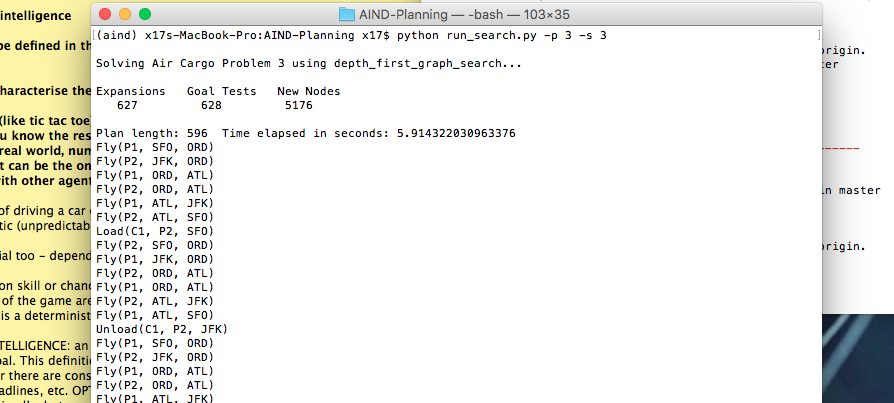 intelligence
be defined in th
haracterise the
(like tic tac toe)
u know the res
real world, num
t can be the on
with other agent
of driving a car
tic (unpredictab
ial too – depend
on skill or chanc
of the game are
is a determinist
TELLIGENCE: an
oal. This definiti
r there are cons
adlines, etc. OPT
AIND-Planning — -bash — 103×35
[(aind) x17s-MacBook-Pro:AIND-Planning x17$ python run_search.py -p 3 -s 3 ]
Solving Air Cargo Problem 3 using depth_first_graph_search...
Expansions Goal Tests New Nodes
627 628 5176
Plan length: 596 Time elapsed in seconds: 5.914322030963376
Fly(P1, SFO, ORD)
Fly(P2, JFK, ORD)
Fly(P1, ORD, ATL)
Fly(P2, ORD, ATL)
Fly(P1, ATL, JFK)
Fly(P2, ATL, SFO)
Load(C1, P2, SFO)
Fly(P2, SFO, ORD)
Fly(P1, JFK, ORD)
Fly(P2, ORD, ATL)
Fly(P1, ORD, ATL)
Fly(P2, ATL, JFK)
Fly(P1, ATL, SFO)
Unload(C1, P2, JFK)
Fly(P1, SFO, ORD)
Fly(P2, JFK, ORD)
Fly(P1, ORD, ATL)
Fly(P2, ORD, ATL)
Fly(P1, ATL, JFK)
origin.
ter
------
in master
origin.